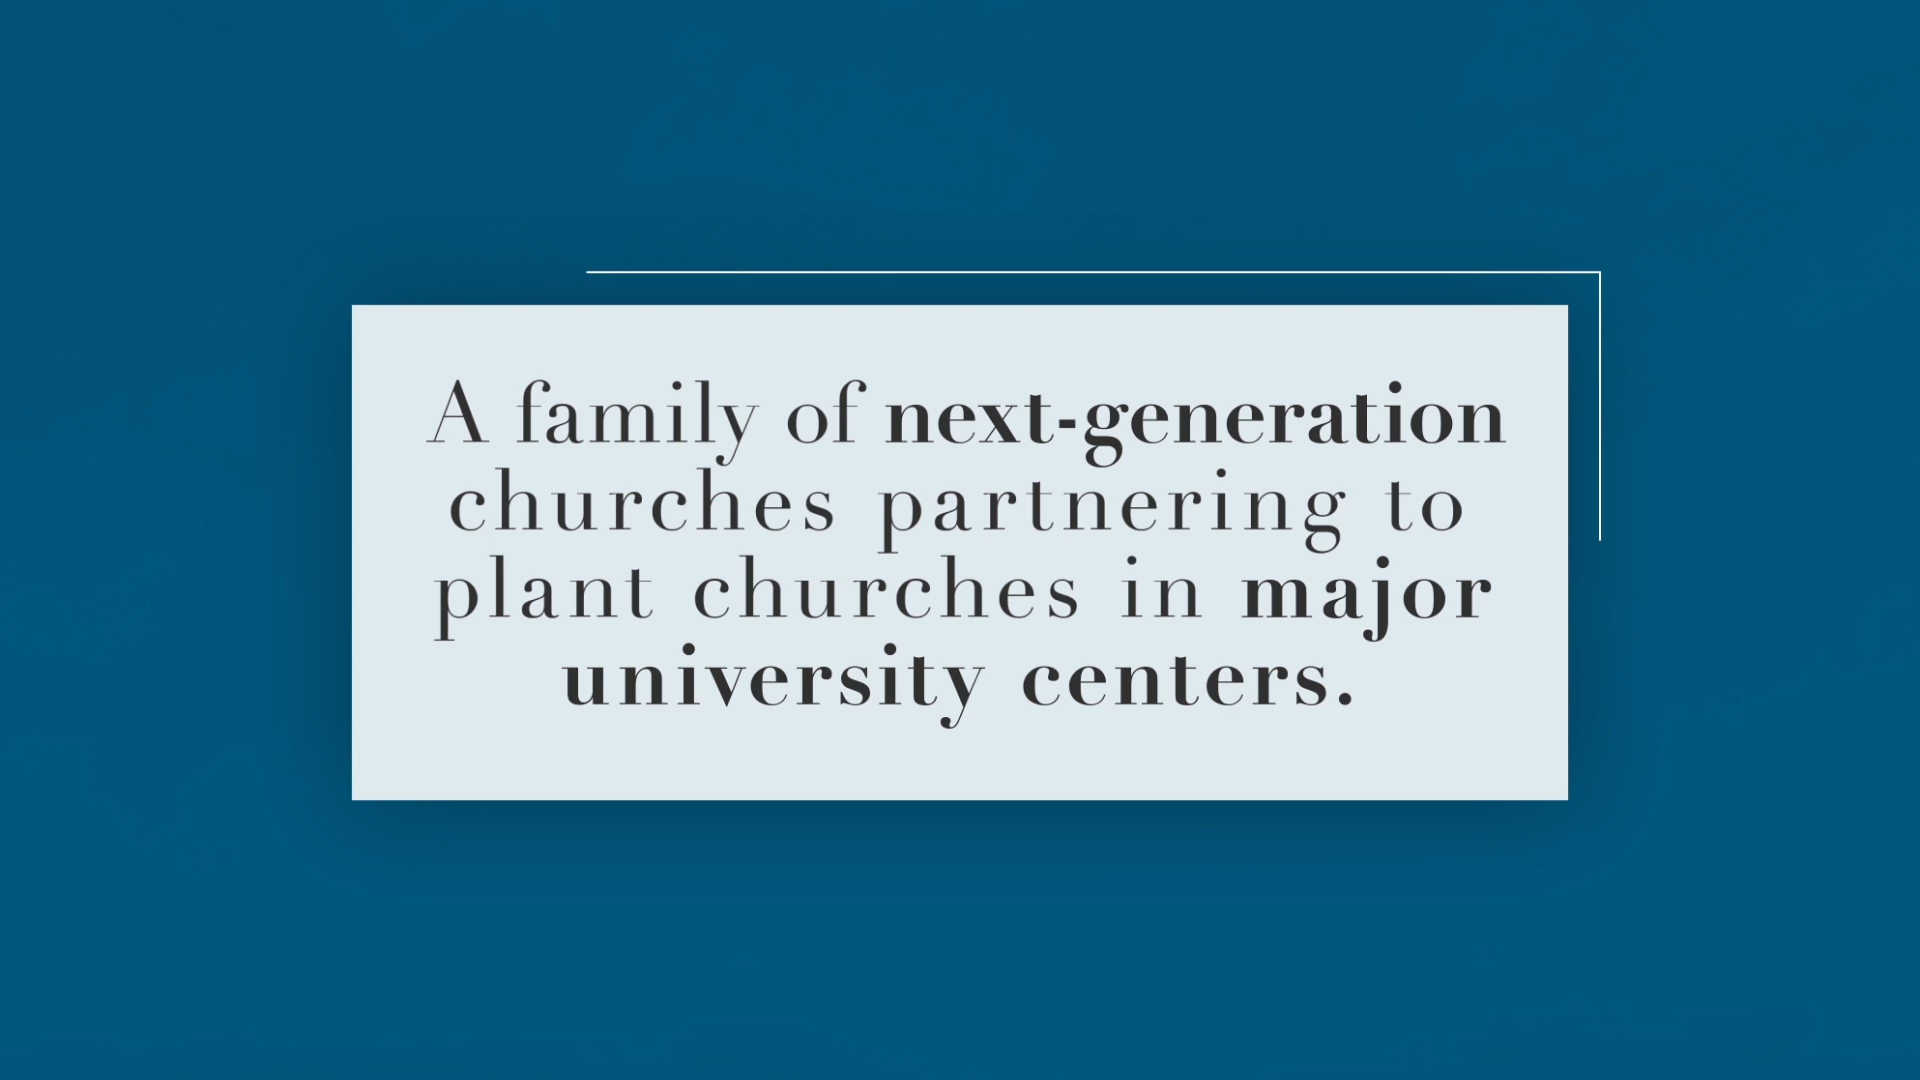 A family of next-generation
churches partnering to
plant churches in major
university centers.